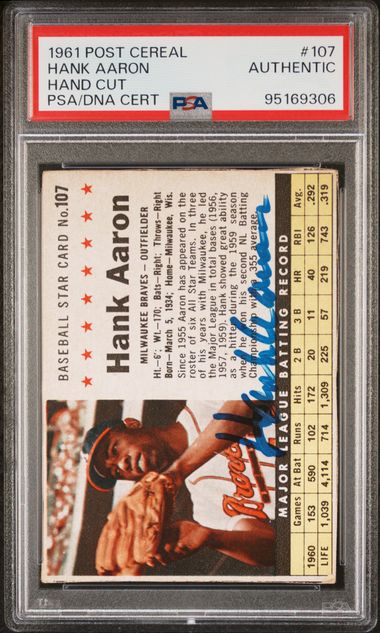 1961 POST CEREAL #107
HANK AARON AUTHENTIC
HAND CUT
PSA/DNA CERT PSA 95169306
BASEBALL STAR CARD No. 107
Hank Aaron
MILWAUKEE BRAVES – OUTFIELDER
Ht.–6'; Wt.–170; Bats–Right; Throws–Right
Born–March 5, 1934; Home–Milwaukee, Wis.
Since 1955 Aaron has appeared on the
roster of six All Star Teams. In three
of his years with Milwaukee, he led
the Major League in total bases (1956,
1957, 1959). Hank showed great ability
as a hitter during the 1959 season
when he won his second NL Batting
Championship with a .355 average.
Hank Aaron
MAJOR LEAGUE BATTING RECORD
Games At Bat Runs Hits 2 B 3 B HR RBI Avg.
1960 153 590 102 172 20 11 40 126 .292
LIFE 1,039 4,114 714 1,309 225 57 219 743 .319
Braves